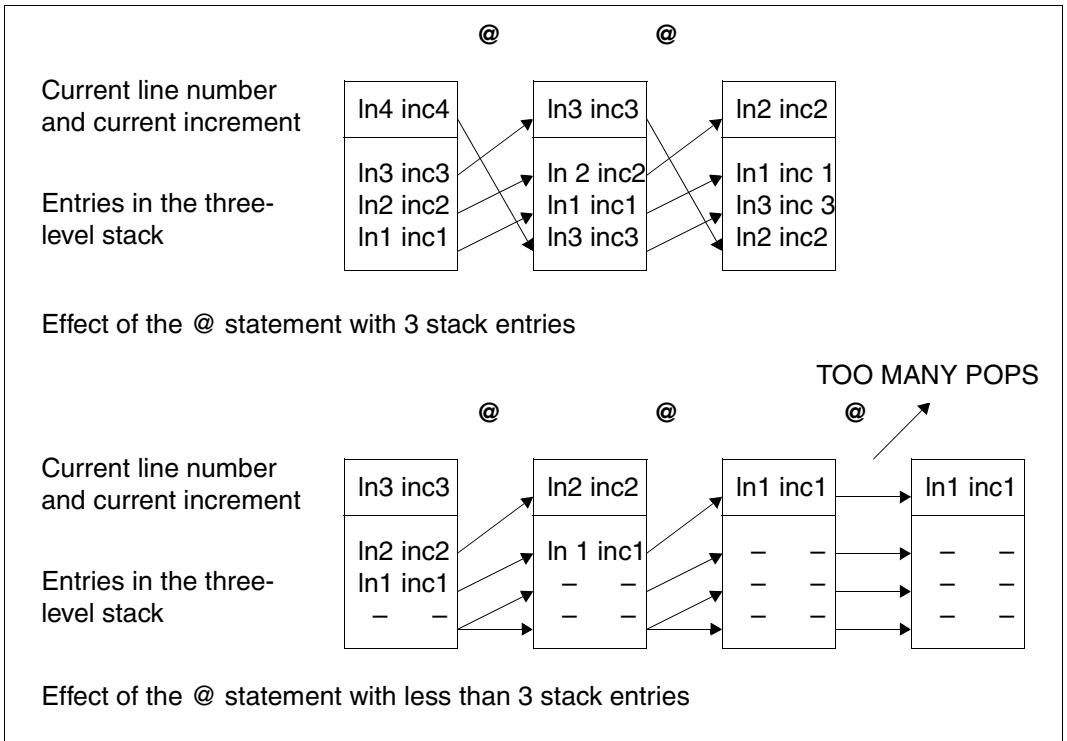 @ @
Current line number
and current increment
Entries in the three-
level stack
ln4 inc4
ln3 inc3
ln2 inc2
ln1 inc1
ln3 inc3
ln 2 inc2
ln1 inc1
ln3 inc3
ln2 inc2
ln1 inc 1
ln3 inc 3
ln2 inc2
Effect of the @ statement with 3 stack entries
TOO MANY POPS
@ @ @
Current line number
and current increment
Entries in the three-
level stack
ln3 inc3
ln2 inc2
ln1 inc1
– –
ln2 inc2
ln 1 inc1
– –
– –
ln1 inc1
– –
– –
– –
ln1 inc1
– –
– –
– –
Effect of the @ statement with less than 3 stack entries